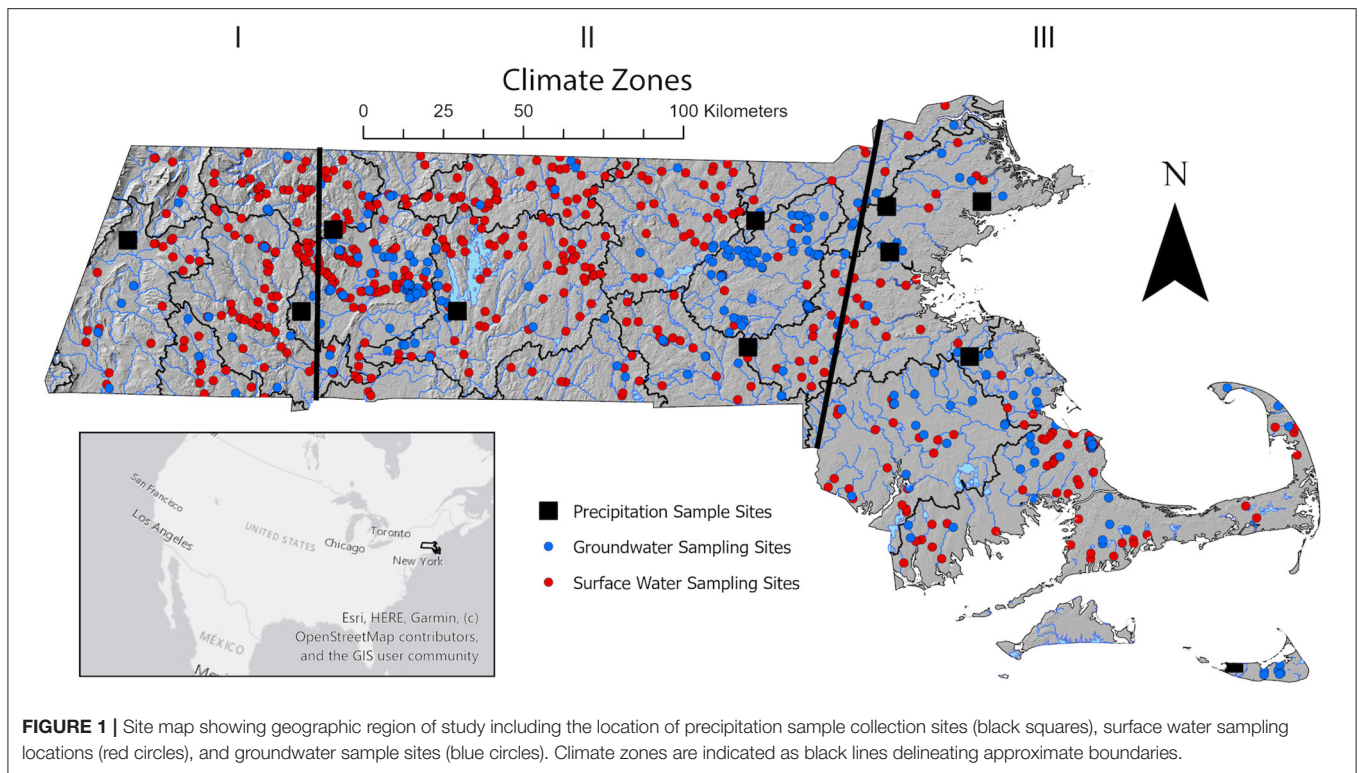 I II III
Climate Zones
0 25 50 100 Kilometers
N
San Francisco
Los Angeles
UNITED STATES
Chicago
Toronto
New York
MÉXICO
Esri, HERE, Garmin, (c)
OpenStreetMap contributors,
and the GIS user community
Precipitation Sample Sites
Groundwater Sampling Sites
Surface Water Sampling Sites
FIGURE 1 | Site map showing geographic region of study including the location of precipitation sample collection sites (black squares), surface water sampling
locations (red circles), and groundwater sample sites (blue circles). Climate zones are indicated as black lines delineating approximate boundaries.